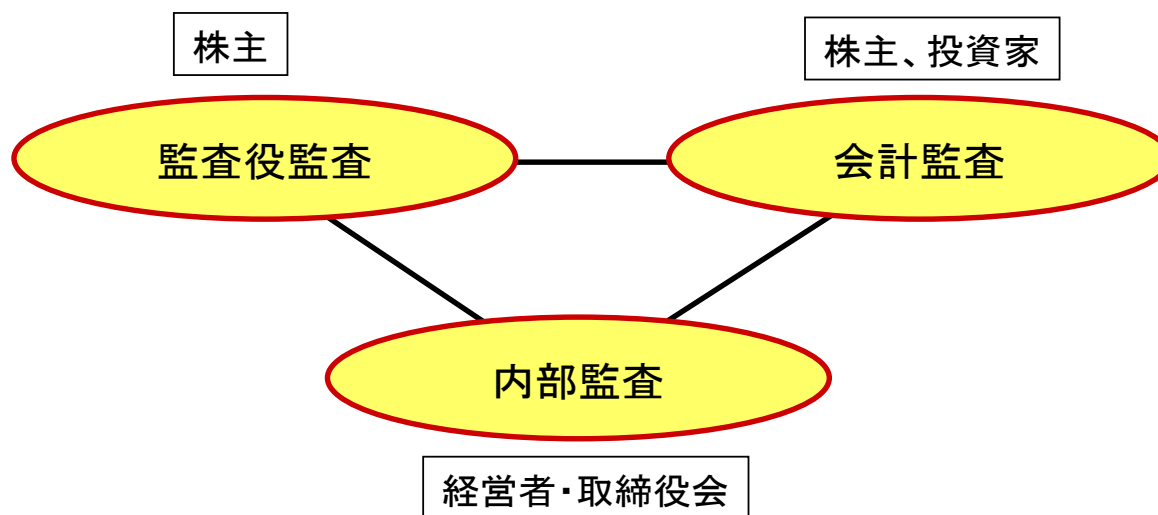 株主
株主、投資家
監査役監査
会計監査
内部監査
経営者・取締役会